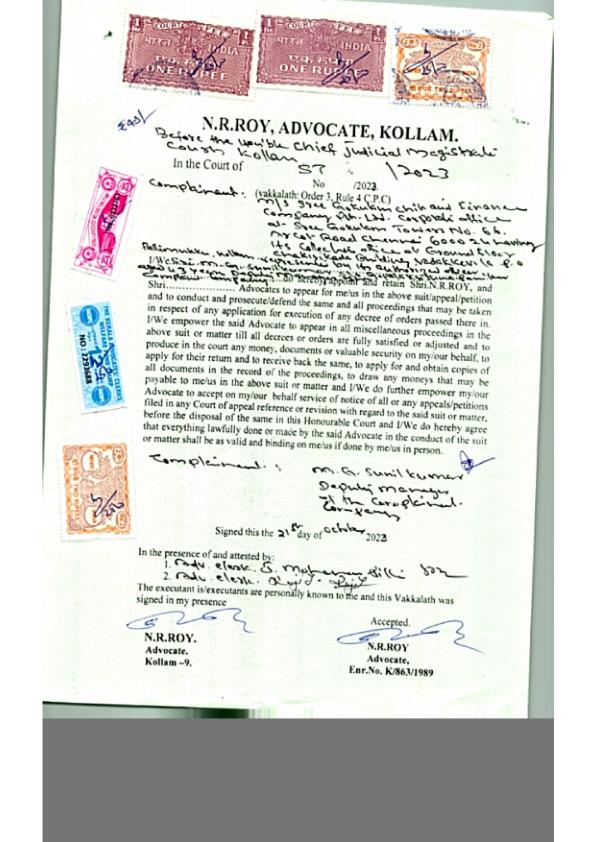 COURT FEE
भारत INDIA
एक रुपया
ONE RUPEE
COURT FEE
भारत INDIA
एक रुपया
ONE RUPEE
N.R.ROY, ADVOCATE, KOLLAM.
Before the Hon'ble Chief Judicial Magistrate
Court Kollam
In the Court of
ST /2023
No /2023
Complainant : (vakkalath: Order 3, Rule 4 C.P.C)
M/s Sree Gokulam Chit and Finance
Company Pvt. Ltd. Corporate office
at Sree Gokulam Towers No. 66
Arcot Road Chennai 600024 having
its Collection office at Ground Floor
Building Vadakkevila P.O
Pallimukku, Kollam
I/We Sri. M.G. Sunilkumar
Company do hereby appoint and retain Shri.N.R.ROY, and
Shri........................ Advocates to appear for me/us in the above suit/appeal/petition
and to conduct and prosecute/defend the same and all proceedings that may be taken
in respect of any application for execution of any decree of orders passed there in.
I/We empower the said Advocate to appear in all miscellaneous proceedings in the
above suit or matter till all decrees or orders are fully satisfied or adjusted and to
produce in the court any money, documents or valuable security on my/our behalf, to
apply for their return and to receive back the same, to apply for and obtain copies of
all documents in the record of the proceedings, to draw any moneys that may be
payable to me/us in the above suit or matter and I/We do further empower my/our
Advocate to accept on my/our behalf service of notice of all or any appeals/petitions
filed in any Court of appeal reference or revision with regard to the said suit or matter,
before the disposal of the same in this Honourable Court and I/We do hereby agree
that everything lawfully done or made by the said Advocate in the conduct of the suit
or matter shall be as valid and binding on me/us if done by me/us in person.
Complainant : M. G. Sunilkumar
Deputy Manager
of the Complainant
Company
Signed this the 21st day of October 2023
In the presence of and attested by:
1. Adv. clerk. S. Mohanan Pillai
2. Adv. clerk.
The executant is/executants are personally known to me and this Vakkalath was
signed in my presence
Accepted.
N.R.ROY.
Advocate.
Kollam –9.
N.R.ROY
Advocate,
Enr.No. K/863/1989
THE KERALA ADVOCATE CLERKS
WELFARE
NO: 2293688